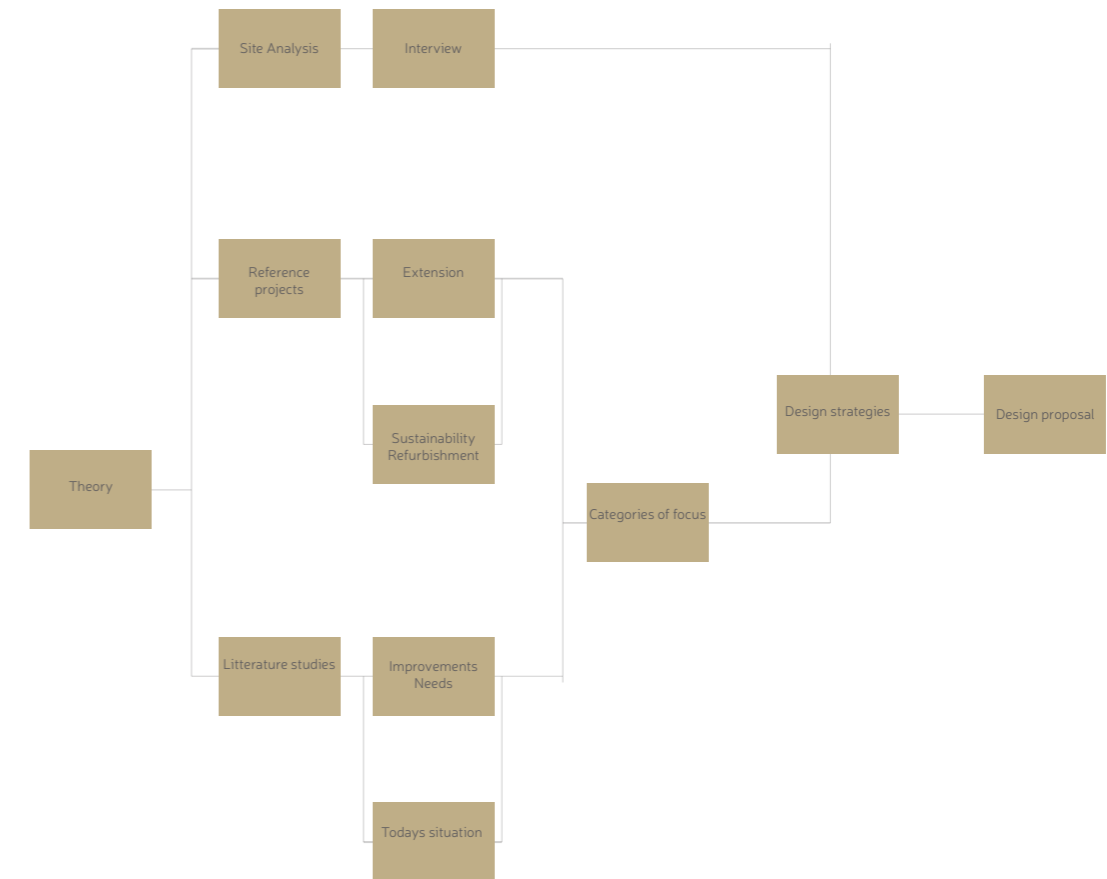 Site Analysis
Interview
Reference
projects
Extension
Sustainability
Refurbishment
Design strategies
Design proposal
Theory
Categories of focus
Litterature studies
Improvements
Needs
Todays situation